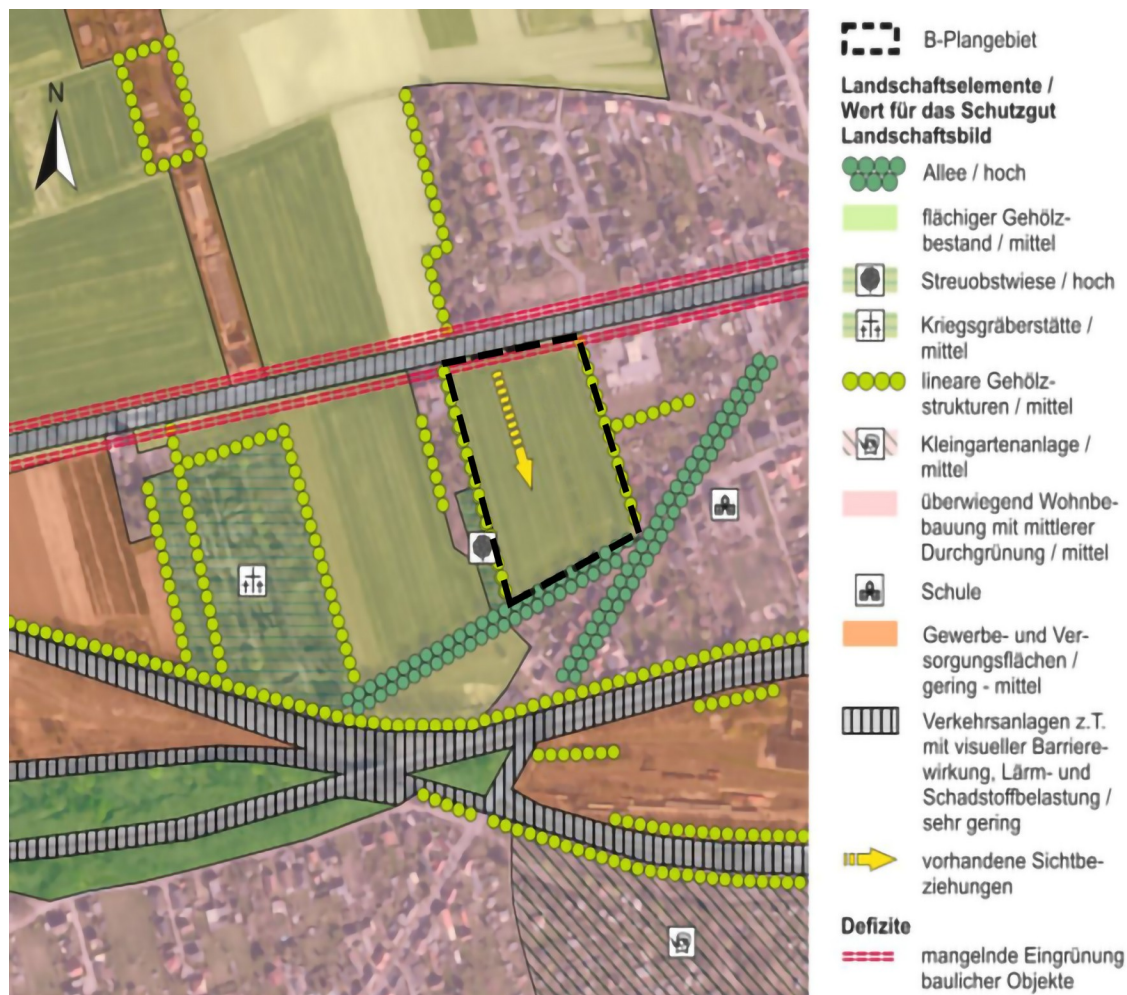 N
B-Plangebiet
Landschaftselemente /
Wert für das Schutzgut
Landschaftsbild
Allee / hoch
flächiger Gehölz-
bestand / mittel
Streuobstwiese / hoch
Kriegsgräberstätte /
mittel
lineare Gehölz-
strukturen / mittel
Kleingartenanlage /
mittel
überwiegend Wohnbe-
bauung mit mittlerer
Durchgrünung / mittel
Schule
Gewerbe- und Ver-
sorgungsflächen /
gering - mittel
Verkehrsanlagen z.T.
mit visueller Barriere-
wirkung, Lärm- und
Schadstoffbelastung /
sehr gering
vorhandene Sichtbe-
ziehungen
Defizite
mangelnde Eingrünung
baulicher Objekte